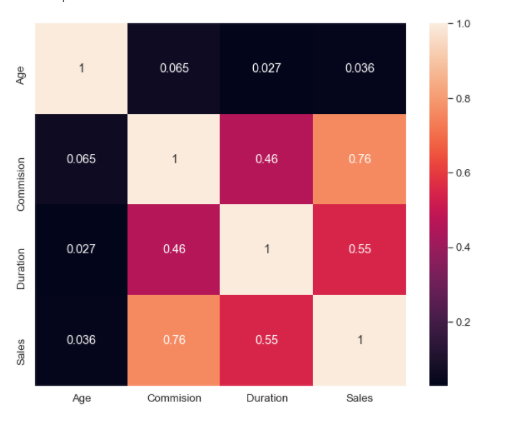 1.0
Age
1
0.065
0.027
0.036
0.8
Commision
0.065
1
0.46
0.76
0.6
Duration
0.027
0.46
1
0.55
0.4
Sales
0.036
0.76
0.55
1
0.2
Age
Commision
Duration
Sales